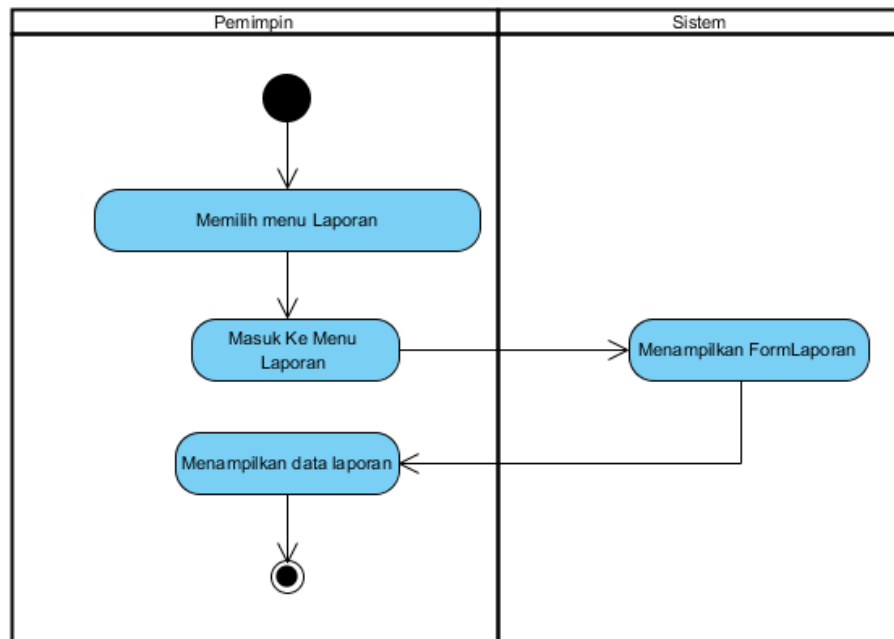 Pemimpin
Sistem
Memilih menu Laporan
Masuk Ke Menu
Laporan
Menampilkan FormLaporan
Menampilkan data laporan